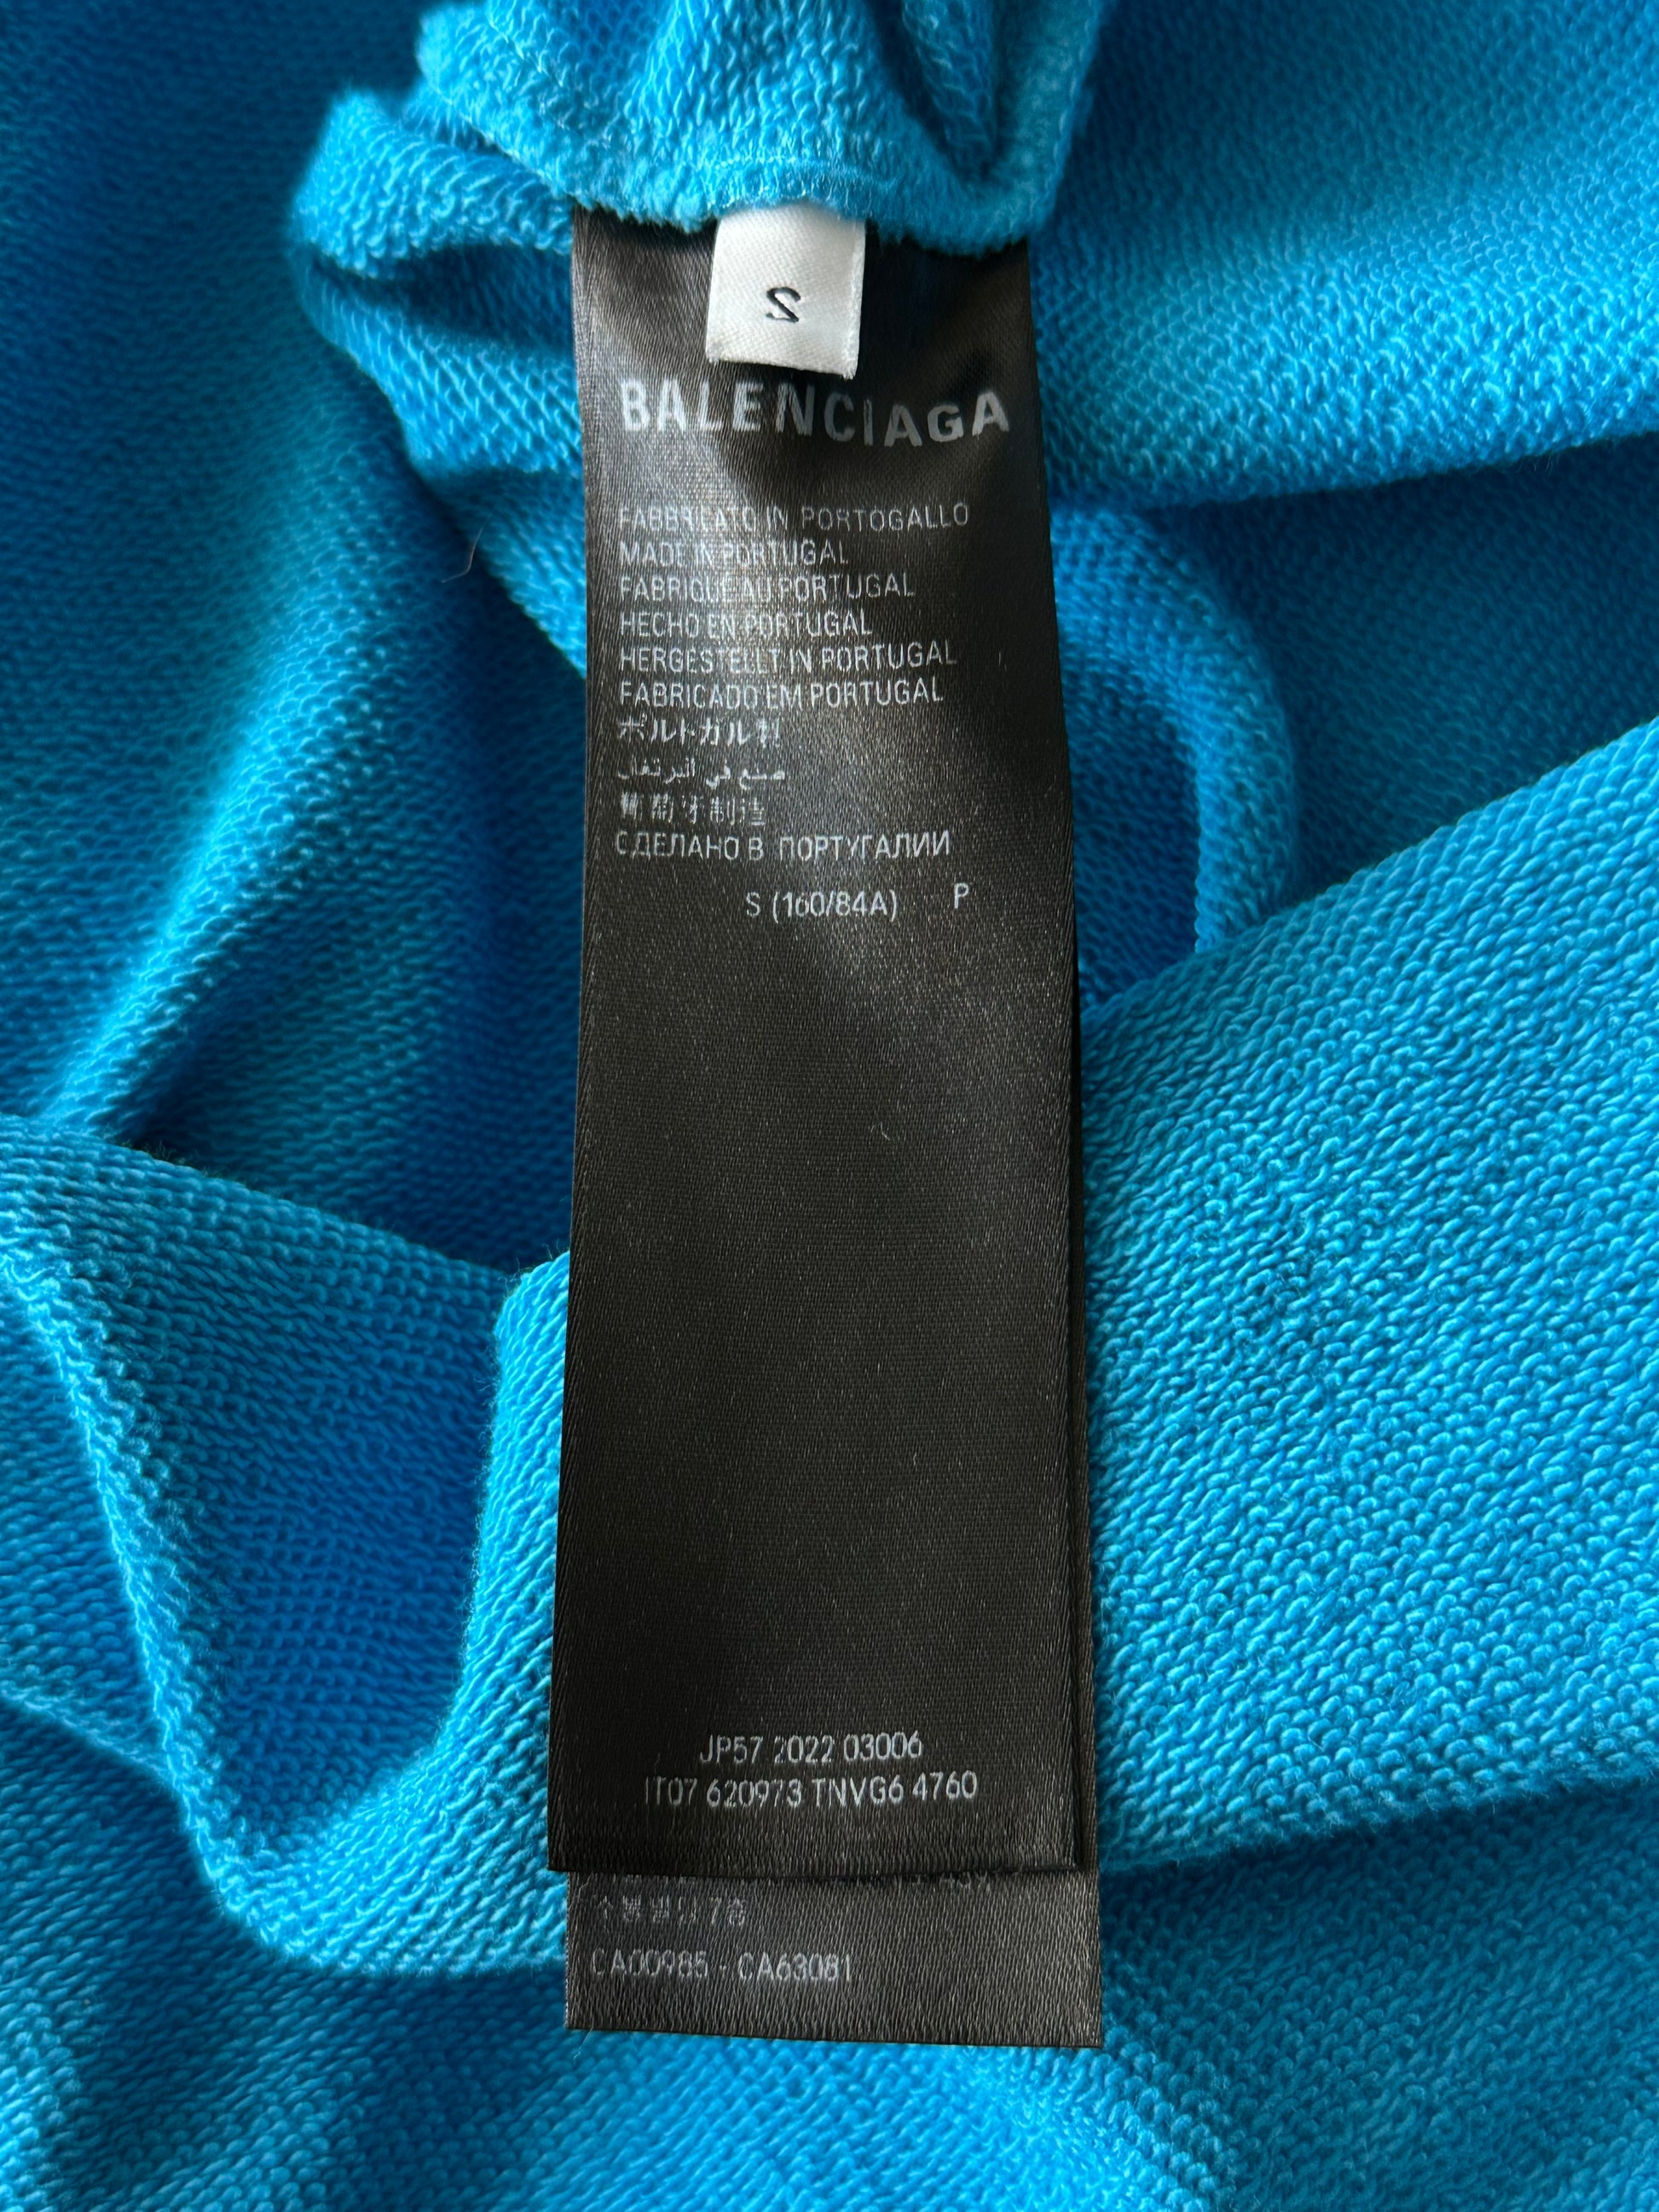 S
BALENCIAGA
FABBRICATO IN PORTOGALLO
MADE IN PORTUGAL
FABRIQUE AU PORTUGAL
HECHO EN PORTUGAL
HERGESTELLT IN PORTUGAL
FABRICADO EM PORTUGAL
ポルトガル製
صنع في البرتغال
葡萄牙制造
СДЕЛАНО В ПОРТУГАЛИИ
S (160/84A) P
JP57 2022 03006
IT07 620973 TNVG6 4760
CA00985 - CA63081